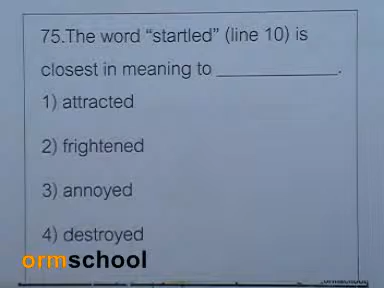 75.The word “startled” (line 10) is
closest in meaning to ____________.
1) attracted
2) frightened
3) annoyed
4) destroyed
ormschool